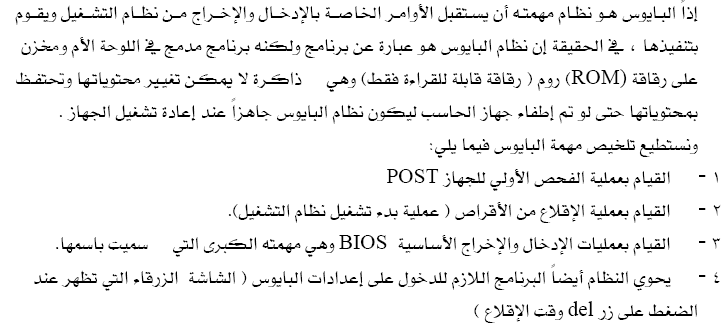 إذاً البايوس هو نظام مهمته أن يستقبل الأوامر الخاصة بالإدخال والإخراج من نظام التشغيل ويقوم
بتنفيذها ، في الحقيقة إن نظام البايوس هو عبارة عن برنامج ولكنه برنامج مدمج في اللوحة الأم ومخزن
على رقاقة (ROM) روم ( رقاقة قابلة للقراءة فقط) وهي ذاكرة لا يمكن تغيير محتوياتها وتحتفظ
بمحتوياتها حتى لو تم إطفاء جهاز الحاسب ليكون نظام البايوس جاهزاً عند إعادة تشغيل الجهاز .
ونستطيع تلخيص مهمة البايوس فيما يلي:
١ - القيام بعملية الفحص الأولي للجهاز POST
٢ - القيام بعملية الإقلاع من الأقراص ( عملية بدء تشغيل نظام التشغيل).
٣ - القيام بعمليات الإدخال والإخراج الأساسية BIOS وهي مهمته الكبرى التي سميت باسمها.
٤ - يحوي النظام أيضاً البرنامج اللازم للدخول على إعدادات البايوس ( الشاشة الزرقاء التي تظهر عند
الضغط على زر del وقت الإقلاع )